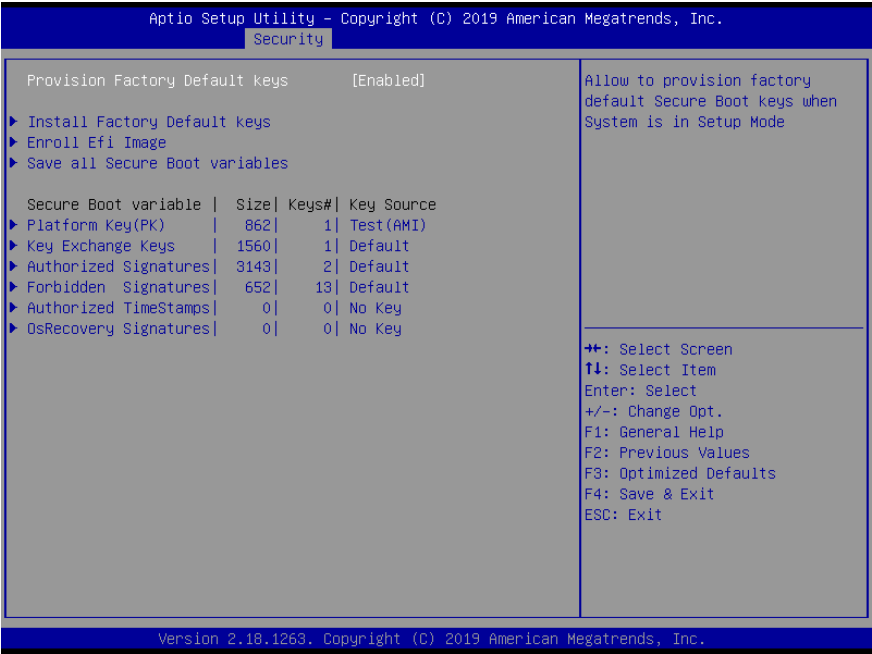 Aptio Setup Utility – Copyright (C) 2019 American Megatrends, Inc.
Security
Provision Factory Default keys [Enabled]
Install Factory Default keys
Enroll Efi Image
Save all Secure Boot variables
Secure Boot variable | Size| Keys#| Key Source
Platform Key(PK) | 862| 1| Test(AMI)
Key Exchange Keys | 1560| 1| Default
Authorized Signatures| 3143| 2| Default
Forbidden Signatures| 652| 13| Default
Authorized TimeStamps| 0| 0| No Key
OsRecovery Signatures| 0| 0| No Key
Allow to provision factory
default Secure Boot keys when
System is in Setup Mode
→←: Select Screen
↑↓: Select Item
Enter: Select
+/-: Change Opt.
F1: General Help
F2: Previous Values
F3: Optimized Defaults
F4: Save & Exit
ESC: Exit
Version 2.18.1263. Copyright (C) 2019 American Megatrends, Inc.